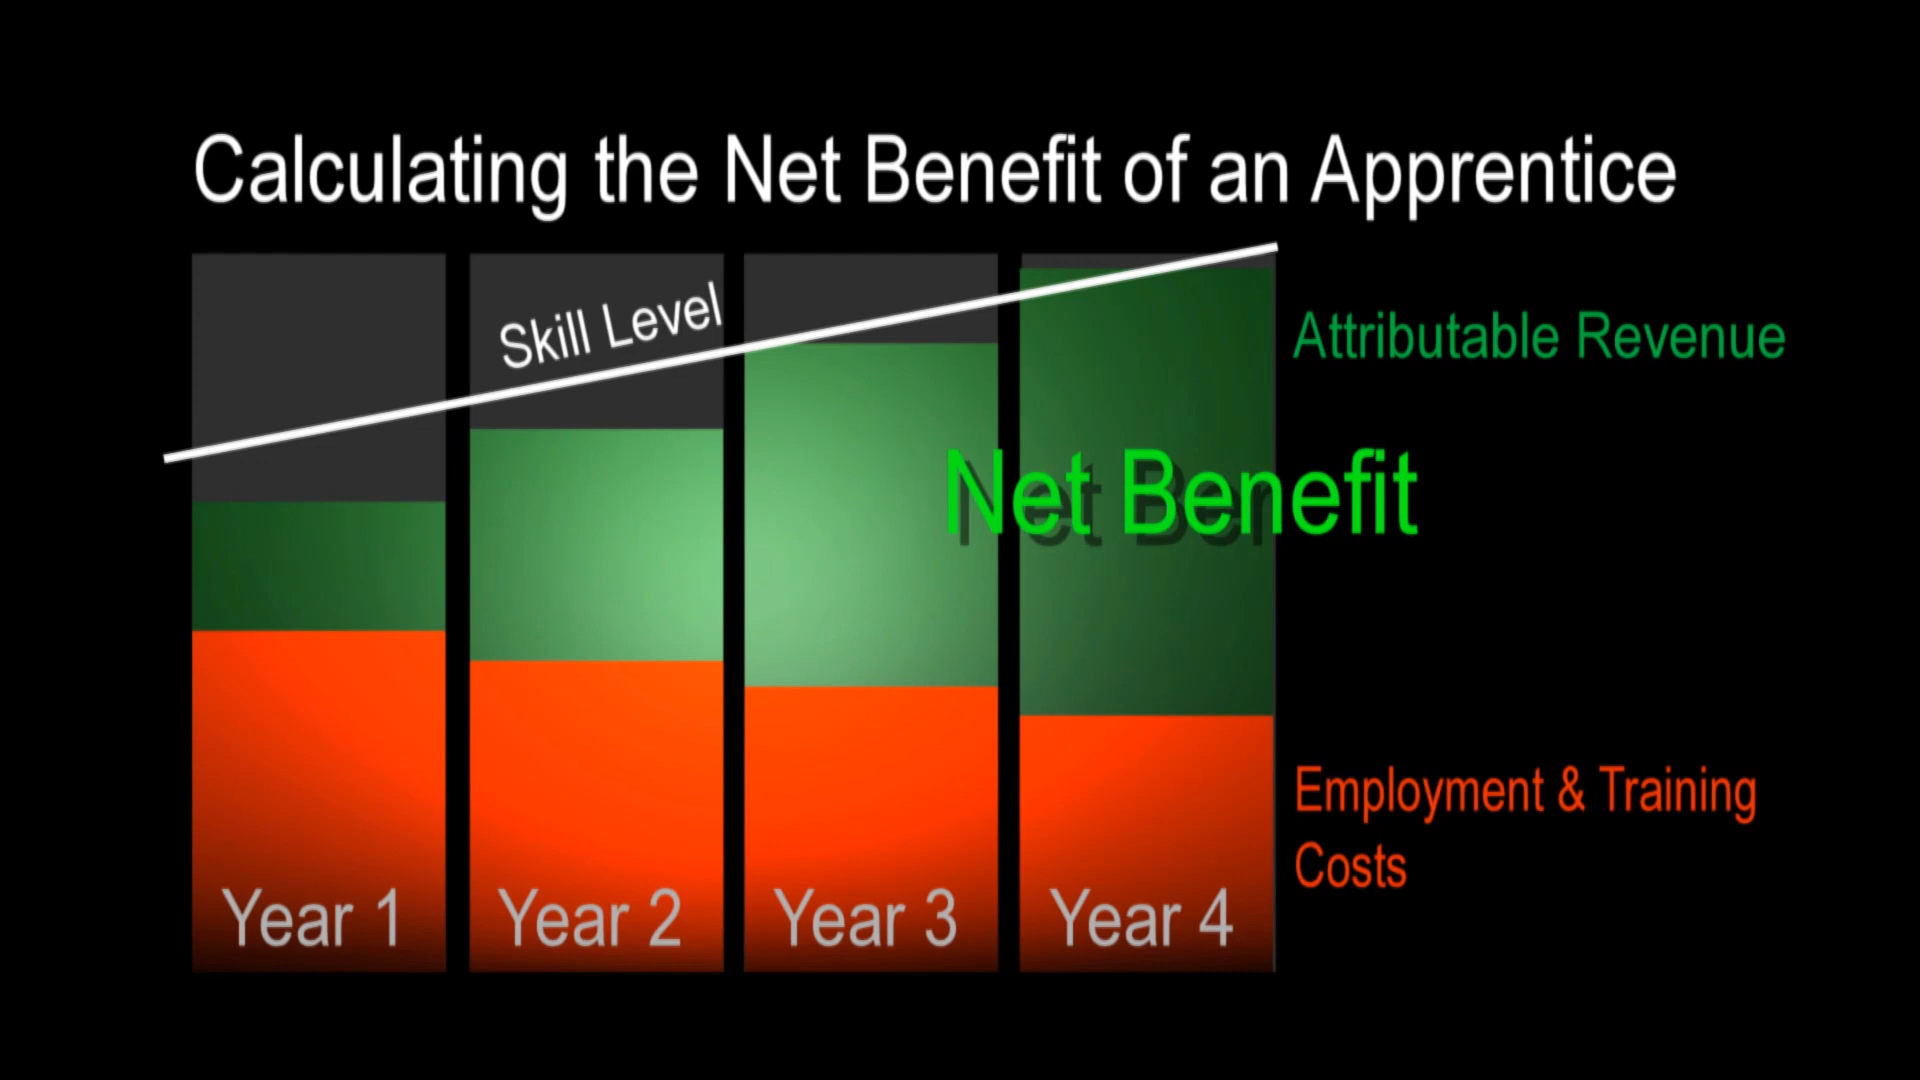 Calculating the Net Benefit of an Apprentice
Skill Level
Attributable Revenue
Net Benefit
Employment & Training
Costs
Year 1
Year 2
Year 3
Year 4